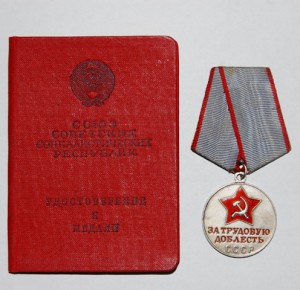 СОЮЗ
СОВЕТСКИХ
СОЦИАЛИСТИЧЕСКИХ
РЕСПУБЛИК
УДОСТОВЕРЕНИЕ К
МЕДАЛИ
ЗА ТРУДОВУЮ
ДОБЛЕСТЬ
СССР